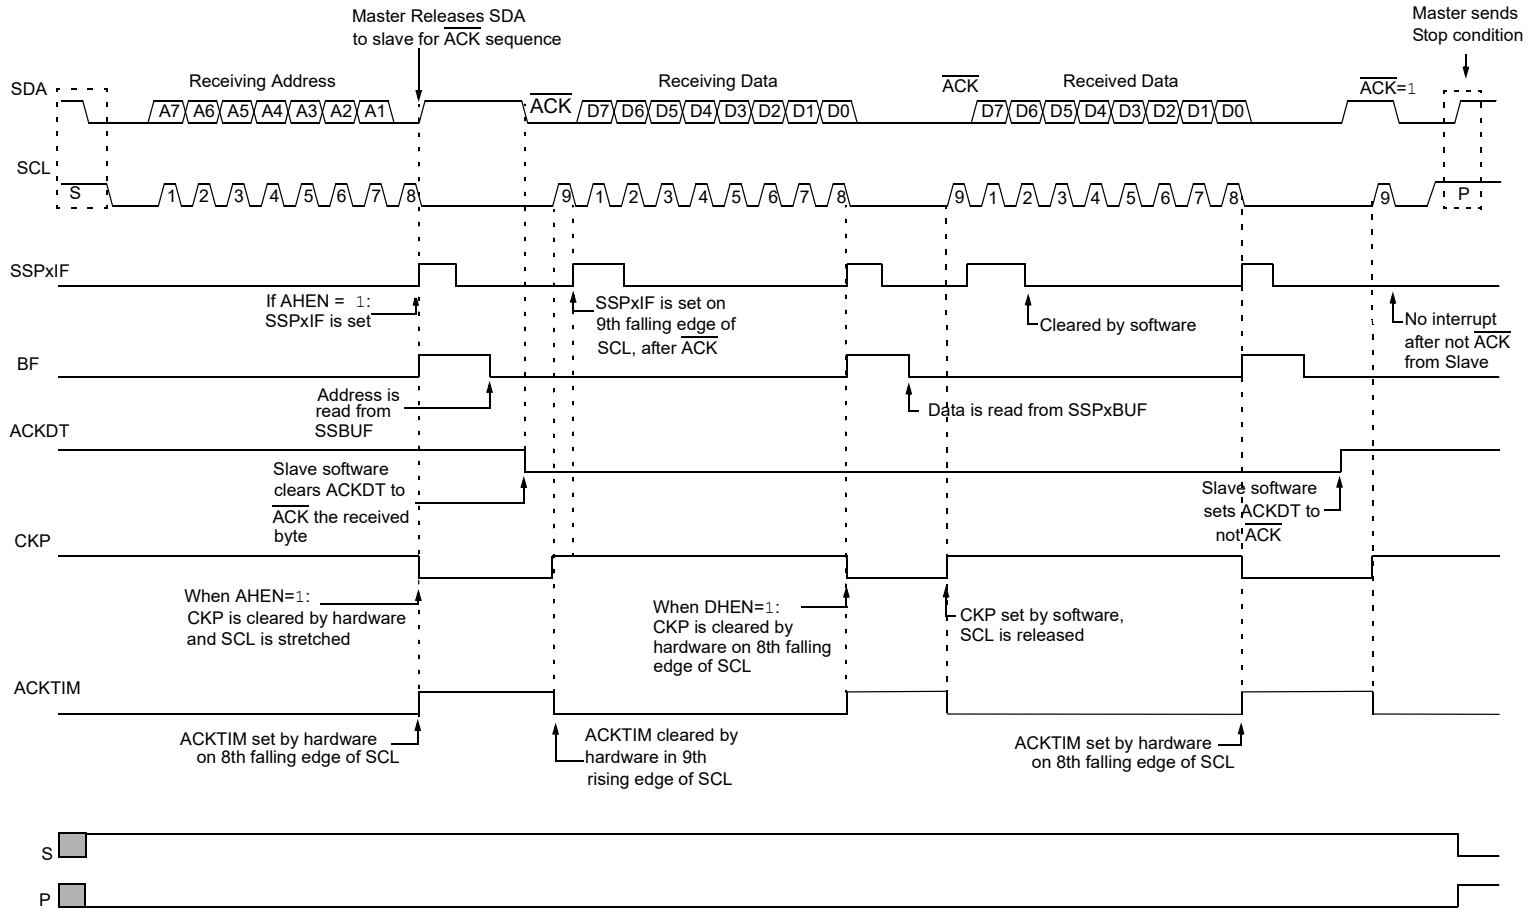 Master Releases SDA
to slave for ACK sequence
Master sends
Stop condition
SDA
Receiving Address
Receiving Data
Received Data
ACK
ACK
ACK=1
A7 A6 A5 A4 A3 A2 A1
D7 D6 D5 D4 D3 D2 D1 D0
D7 D6 D5 D4 D3 D2 D1 D0
SCL
S
1 2 3 4 5 6 7 8
9 1 2 3 4 5 6 7 8
9 1 2 3 4 5 6 7 8
9
P
SSPxIF
If AHEN = 1:
SSPxIF is set
SSPxIF is set on
9th falling edge of
SCL, after ACK
Cleared by software
No interrupt
after not ACK
from Slave
BF
Address is
read from
SSBUF
Data is read from SSPxBUF
ACKDT
Slave software
clears ACKDT to
ACK the received
byte
Slave software
sets ACKDT to
not ACK
CKP
When AHEN=1:
CKP is cleared by hardware
and SCL is stretched
When DHEN=1:
CKP is cleared by
hardware on 8th falling
edge of SCL
CKP set by software,
SCL is released
ACKTIM
ACKTIM set by hardware
on 8th falling edge of SCL
ACKTIM cleared by
hardware in 9th
rising edge of SCL
ACKTIM set by hardware
on 8th falling edge of SCL
S
P